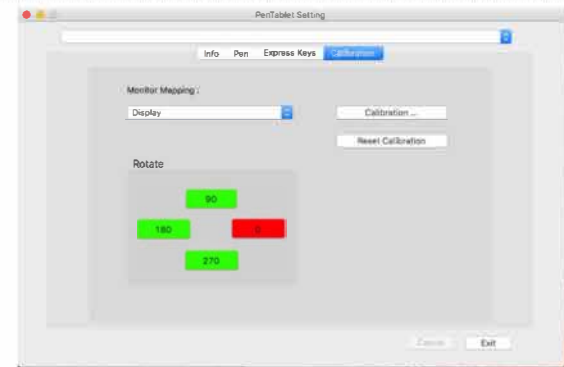 PenTablet Setting
Info Pen Express Keys Calibration
Monitor Mapping :
Display Calibration ...
Reset Calibration
Rotate
90
180 0
270
Cancel Exit